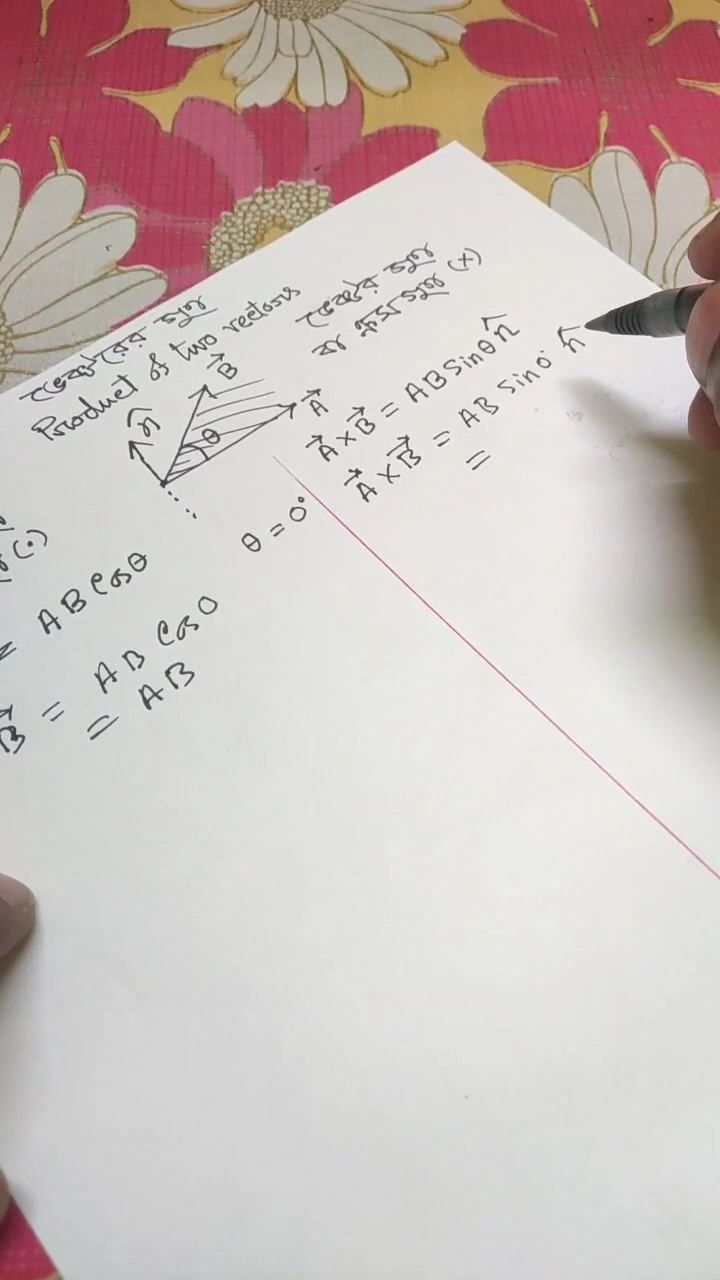 ভেক্টরের গুণ
Product of two vectors
B⃗
A⃗
n̂
θ
(·)
= AB Cosθ
B⃗ = AB Cos0
= AB
θ = 0°
ভেক্টর গুণ
বা ক্রস গুণ (×)
A⃗ × B⃗ = AB Sinθ n̂
A⃗ × B⃗ = AB sin0° n̂
=